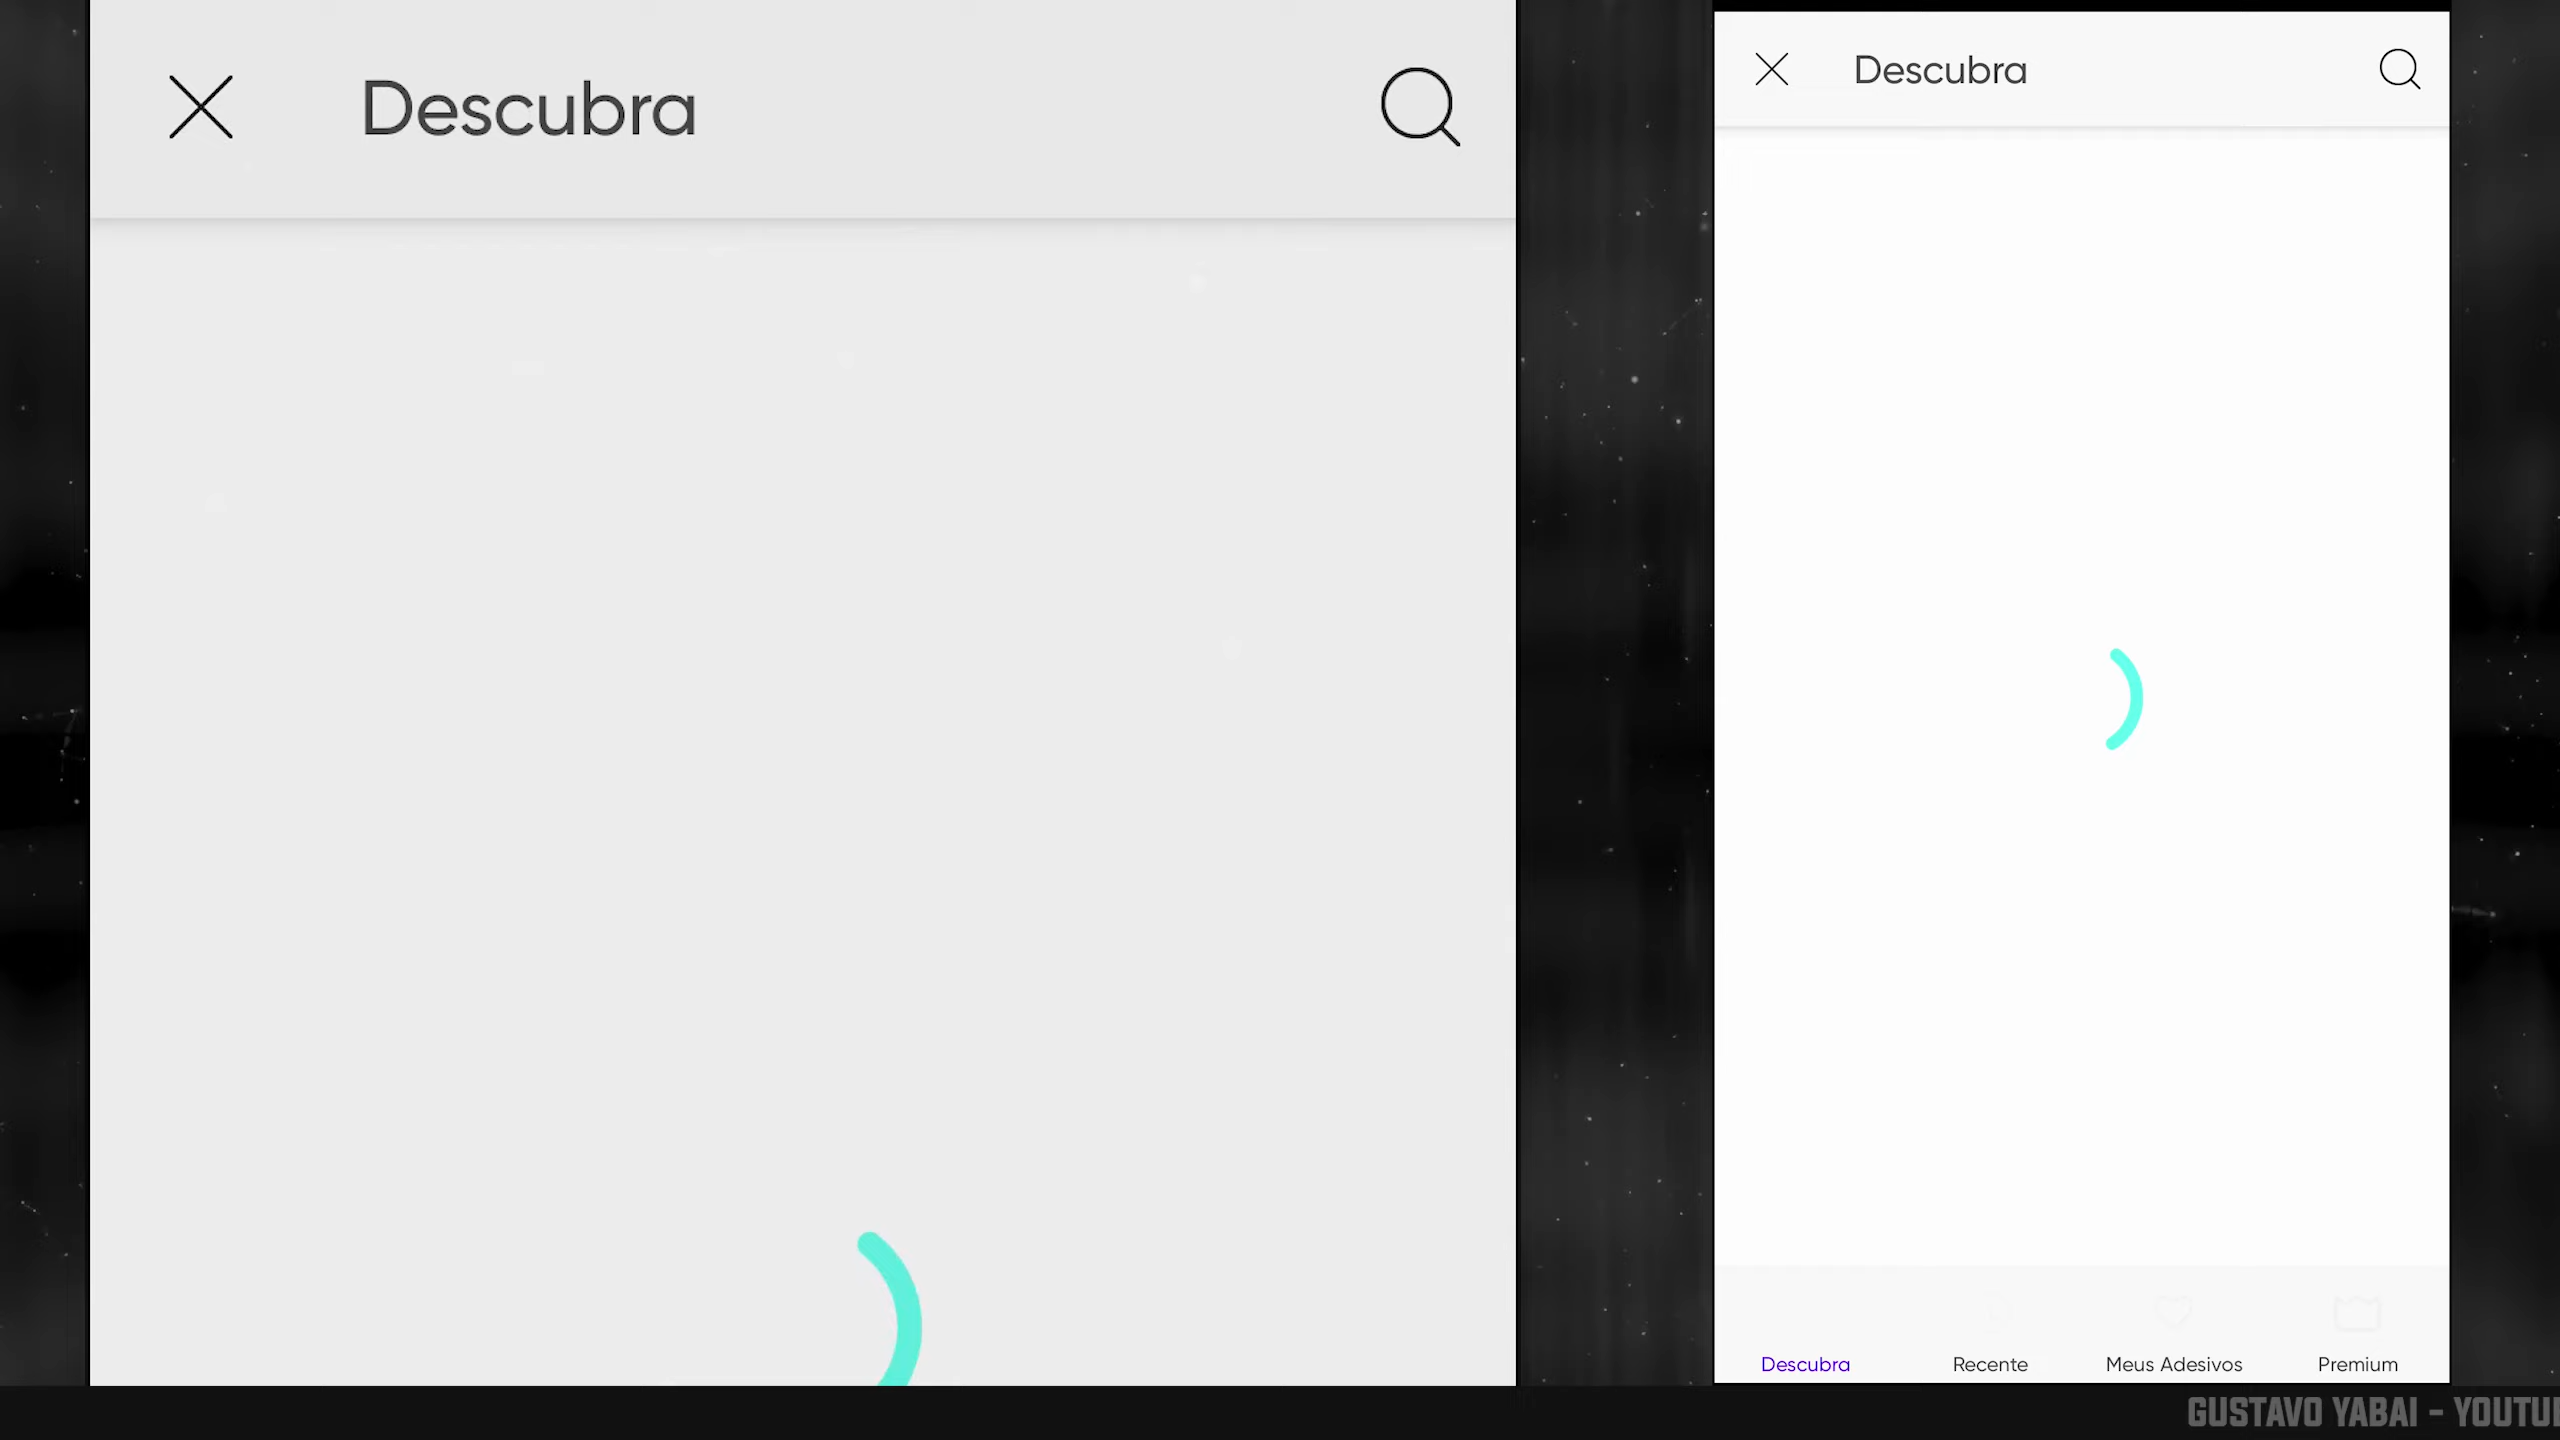 Descubra
Descubra
Descubra
Recente
Meus Adesivos
Premium
GUSTAVO YABAI - YOUTU